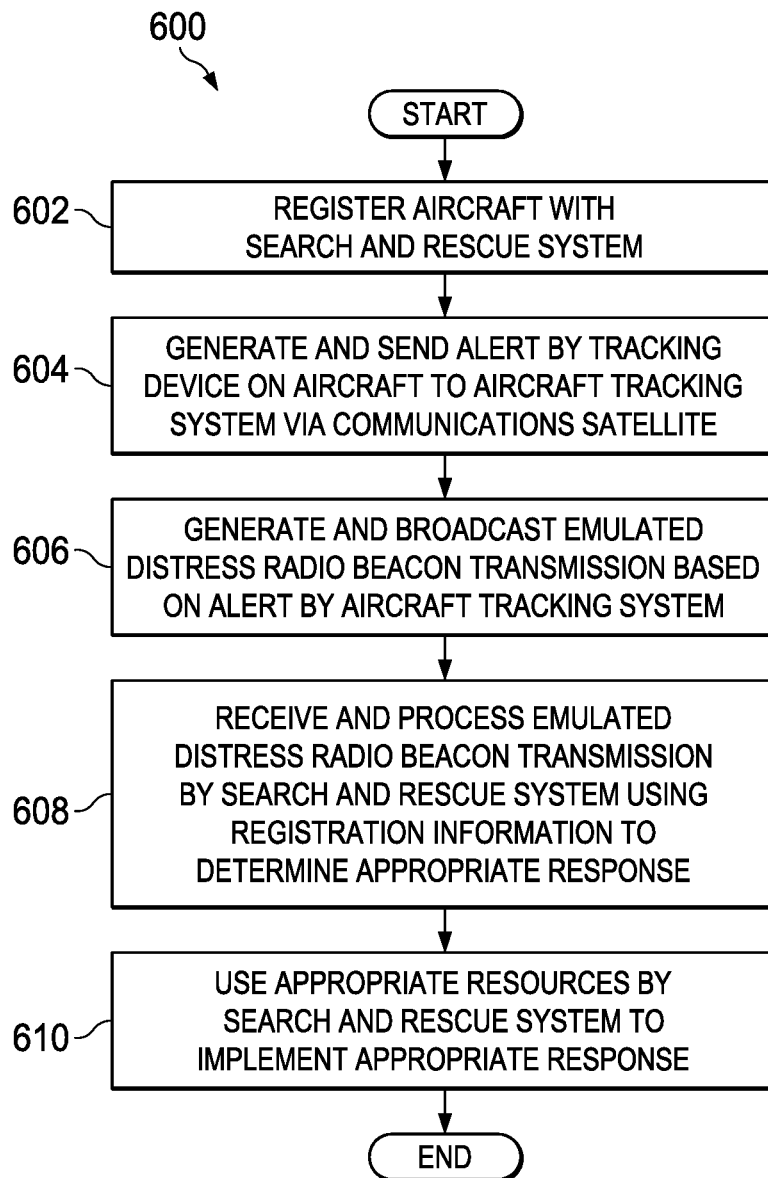 600
START
602
REGISTER AIRCRAFT WITH
SEARCH AND RESCUE SYSTEM
604
GENERATE AND SEND ALERT BY TRACKING
DEVICE ON AIRCRAFT TO AIRCRAFT TRACKING
SYSTEM VIA COMMUNICATIONS SATELLITE
606
GENERATE AND BROADCAST EMULATED
DISTRESS RADIO BEACON TRANSMISSION BASED
ON ALERT BY AIRCRAFT TRACKING SYSTEM
608
RECEIVE AND PROCESS EMULATED
DISTRESS RADIO BEACON TRANSMISSION
BY SEARCH AND RESCUE SYSTEM USING
REGISTRATION INFORMATION TO
DETERMINE APPROPRIATE RESPONSE
610
USE APPROPRIATE RESOURCES BY
SEARCH AND RESCUE SYSTEM TO
IMPLEMENT APPROPRIATE RESPONSE
END